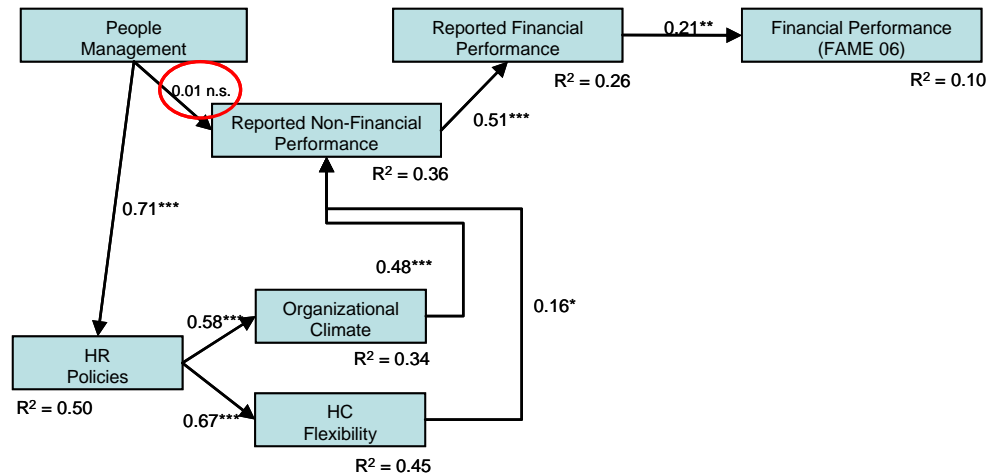 People
Management
Reported Financial
Performance
0.21**
Financial Performance
(FAME 06)
R² = 0.26
R² = 0.10
0.01 n.s.
Reported Non-Financial
Performance
0.51***
R² = 0.36
0.71***
0.48***
0.16*
Organizational
Climate
0.58***
R² = 0.34
HR
Policies
R² = 0.50
0.67***
HC
Flexibility
R² = 0.45